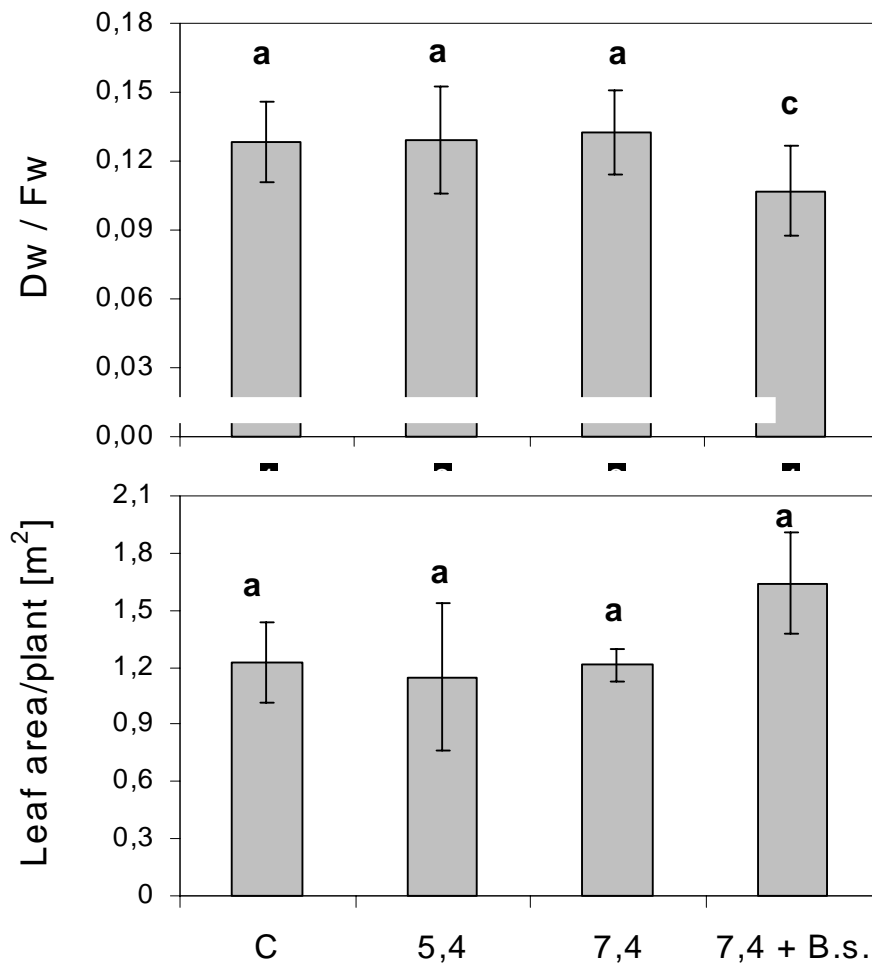 0,18
0,15
0,12
0,09
0,06
0,03
0,00
Dw / Fw
a
a
a
c
2,1
1,8
1,5
1,2
0,9
0,6
0,3
0
Leaf area/plant [m²]
a
a
a
a
C
5,4
7,4
7,4 + B.s.